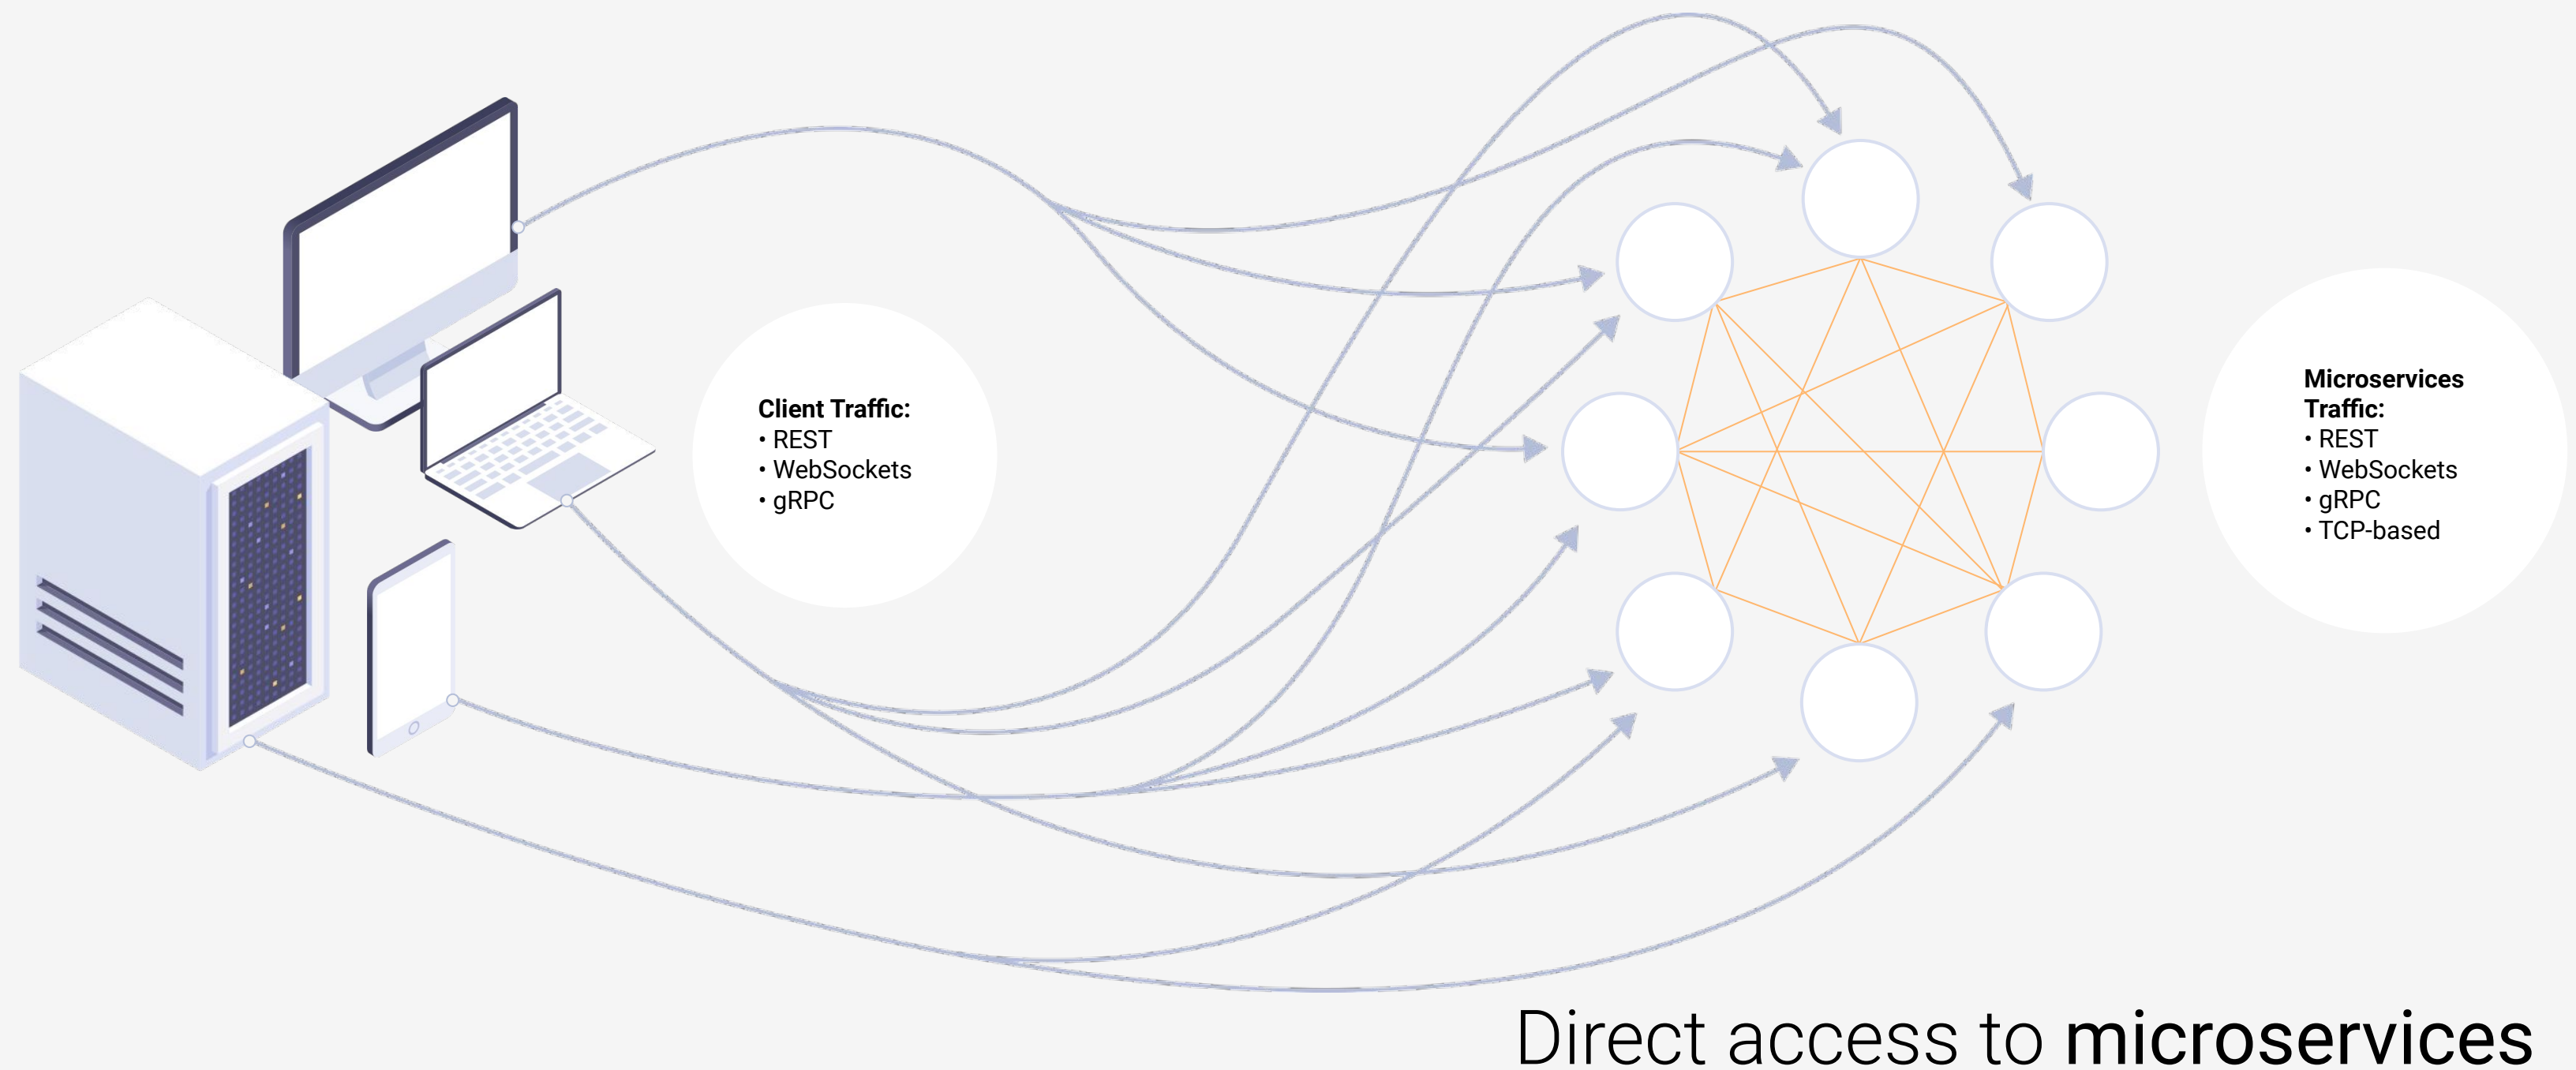 Client Traffic:
• REST
• WebSockets
• gRPC
Microservices
Traffic:
• REST
• WebSockets
• gRPC
• TCP-based
Direct access to microservices